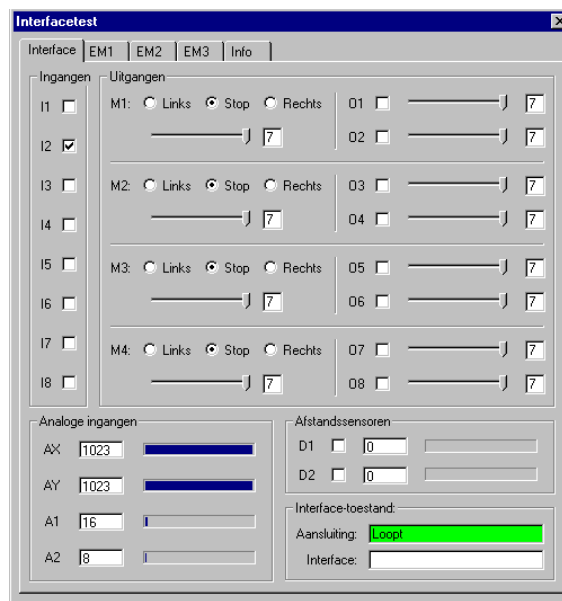 Interfacetest
Interface EM1 EM2 EM3 Info
Ingangen
I1
I2
I3
I4
I5
I6
I7
I8
Uitgangen
M1: Links Stop Rechts
7
O1 7
O2 7
M2: Links Stop Rechts
7
O3 7
O4 7
M3: Links Stop Rechts
7
O5 7
O6 7
M4: Links Stop Rechts
7
O7 7
O8 7
Analoge ingangen
AX 1023
AY 1023
A1 16
A2 8
Afstandssensoren
D1 0
D2 0
Interface-toestand:
Aansluiting: Loopt
Interface: